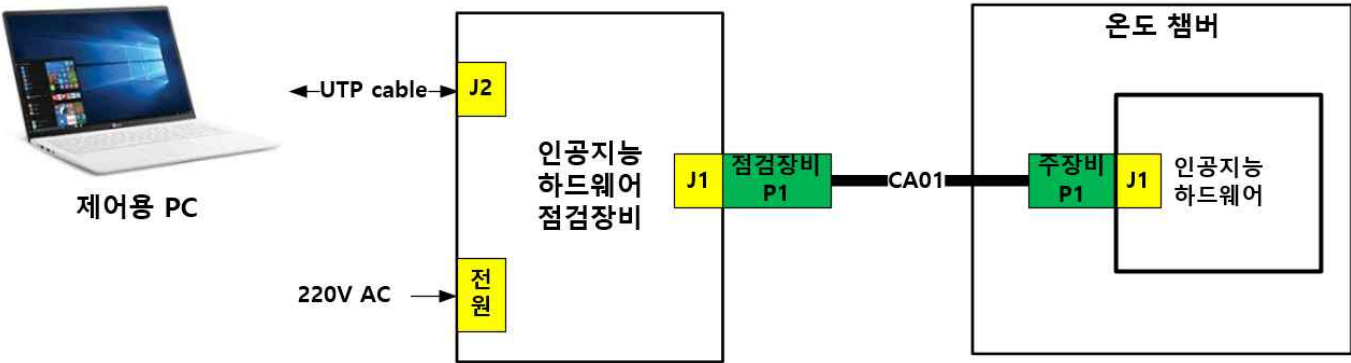 온도 챔버
UTP cable
J2
인공지능
하드웨어
점검장비
J1
점검장비
P1
CA01
주장비
P1
J1
인공지능
하드웨어
제어용 PC
220V AC
전
원